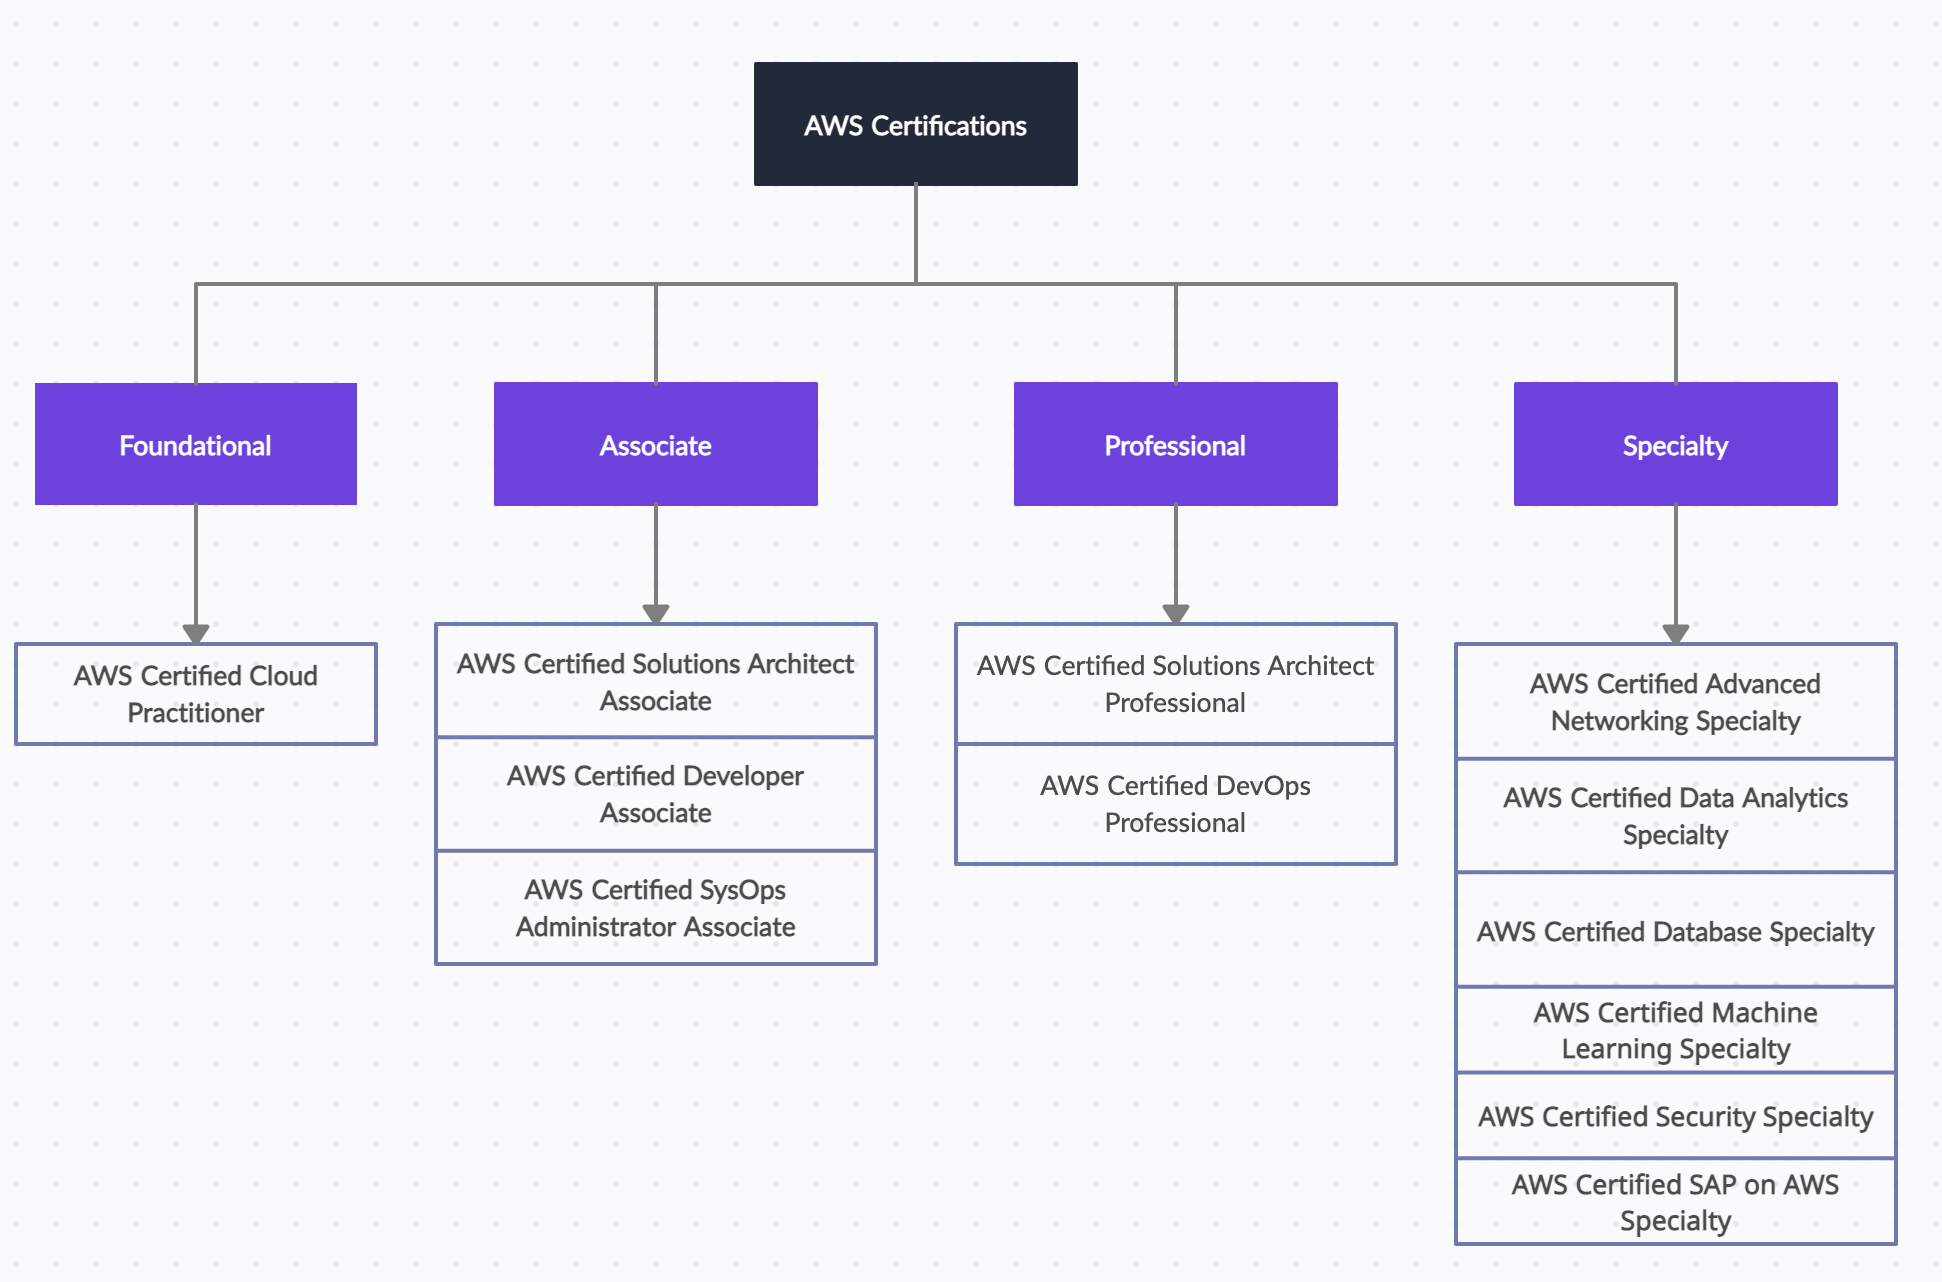 AWS Certifications
Foundational
Associate
Professional
Specialty
AWS Certified Cloud
Practitioner
AWS Certified Solutions Architect
Associate
AWS Certified Developer
Associate
AWS Certified SysOps
Administrator Associate
AWS Certified Solutions Architect
Professional
AWS Certified DevOps
Professional
AWS Certified Advanced
Networking Specialty
AWS Certified Data Analytics
Specialty
AWS Certified Database Specialty
AWS Certified Machine
Learning Specialty
AWS Certified Security Specialty
AWS Certified SAP on AWS
Specialty